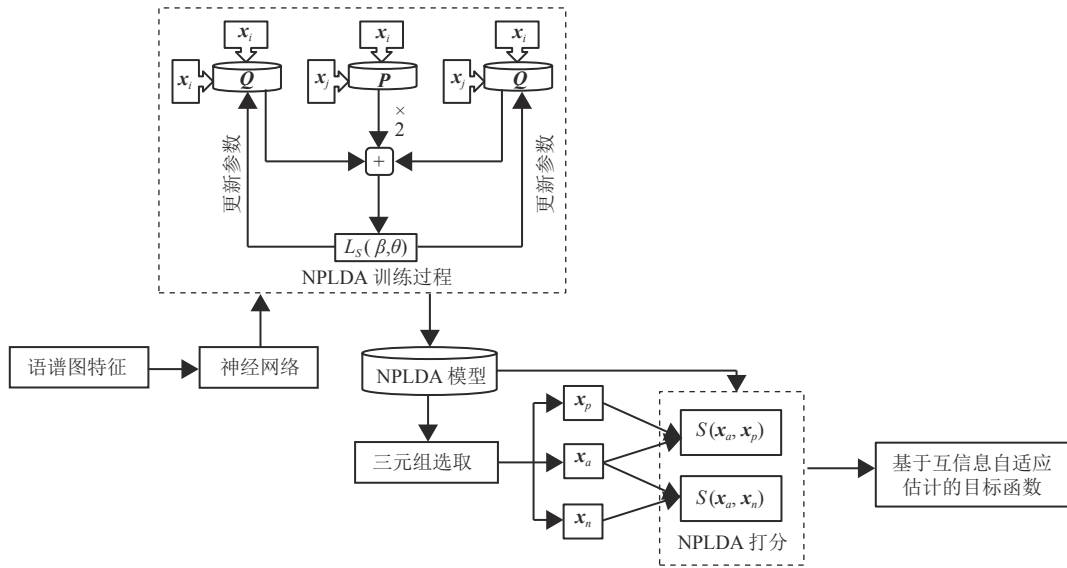 x_i x_i x_i
x_i Q x_j P x_j Q
×2
+
更新参数
更新参数
L_S(β,θ)
NPLDA 训练过程
语谱图特征
神经网络
NPLDA 模型
三元组选取
x_p
x_a
x_n
S(x_a, x_p)
S(x_a, x_n)
NPLDA 打分
基于互信息自适应
估计的目标函数